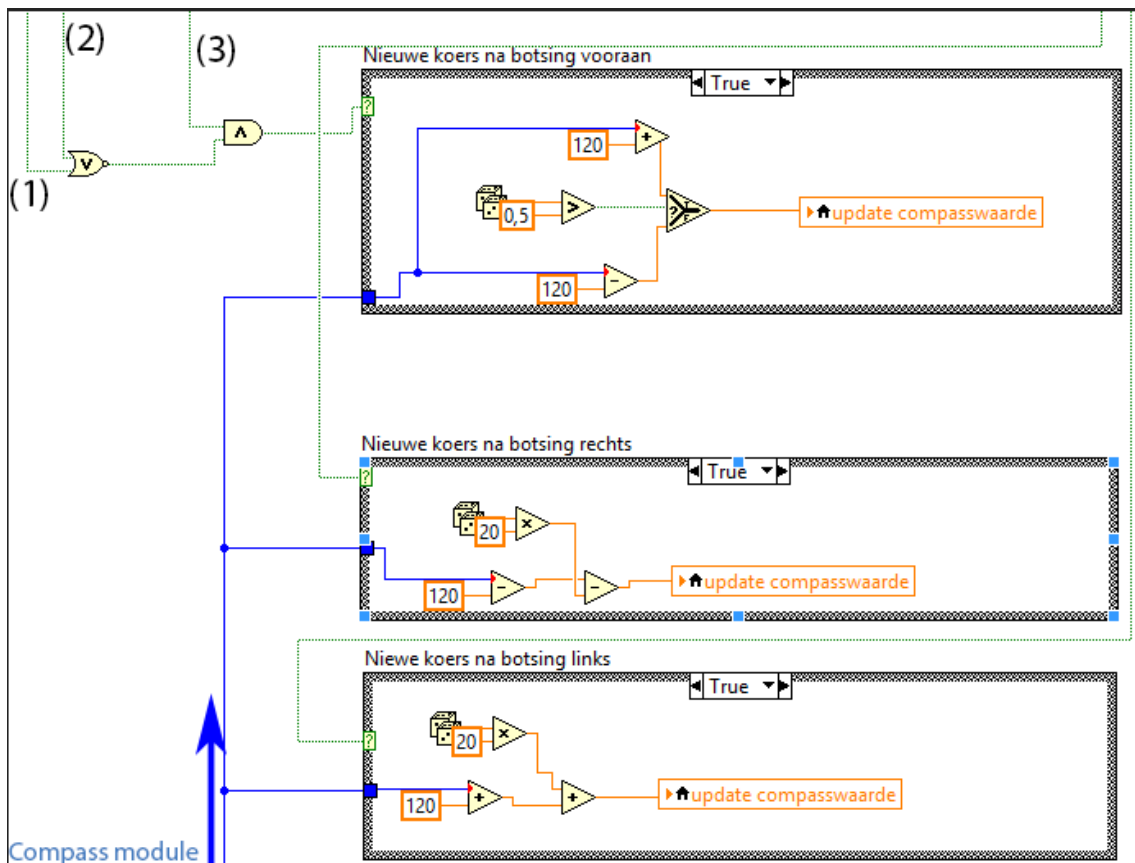 (2)
(3)
Nieuwe koers na botsing vooraan
True
?
120
+
V
Λ
(1)
0,5
>
?
T
F
update compasswaarde
120
-
Nieuwe koers na botsing rechts
True
?
20
x
120
-
-
update compasswaarde
Niewe koers na botsing links
True
?
20
x
120
+
+
update compasswaarde
Compass module